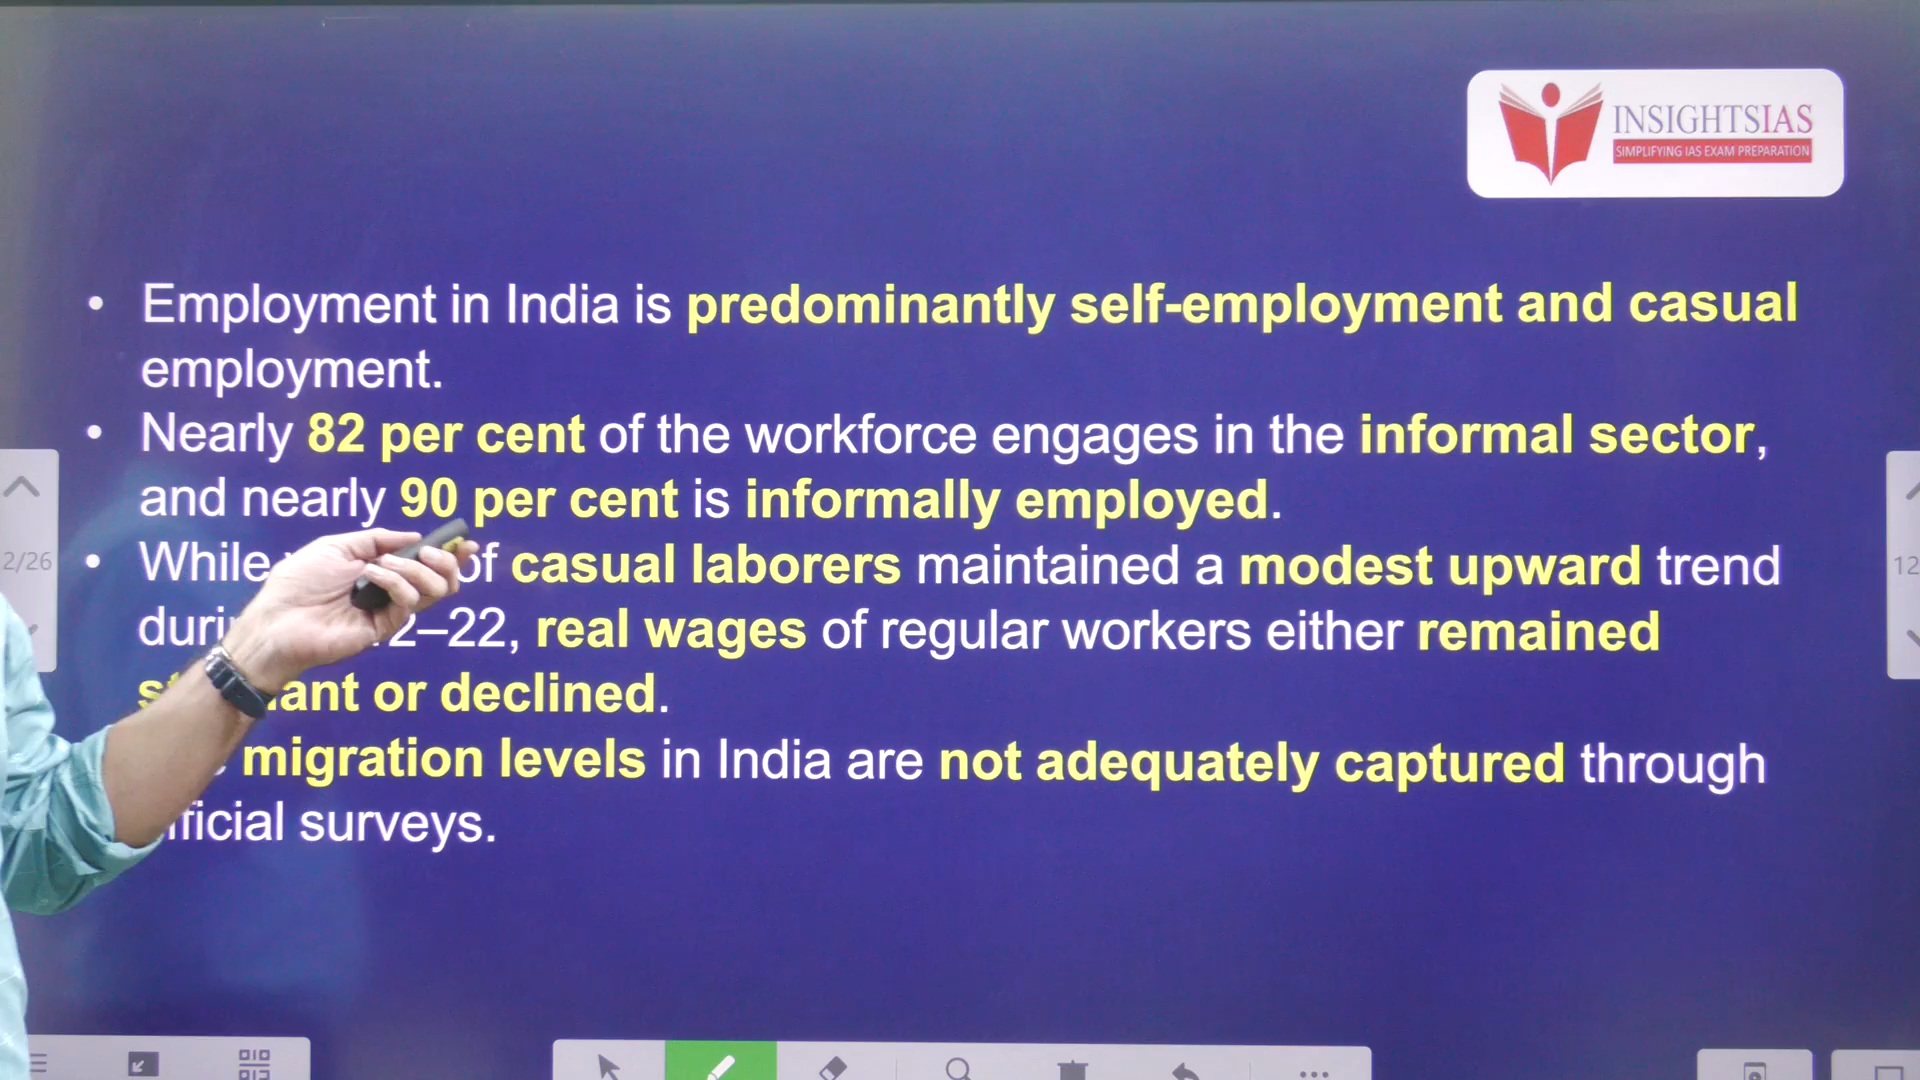 INSIGHTSIAS
SIMPLIFYING IAS EXAM PREPARATION
• Employment in India is predominantly self-employment and casual
employment.
• Nearly 82 per cent of the workforce engages in the informal sector,
and nearly 90 per cent is informally employed.
2/26
• While of casual laborers maintained a modest upward trend
12
2–22, real wages of regular workers either remained
or declined.
migration levels in India are not adequately captured through
surveys.